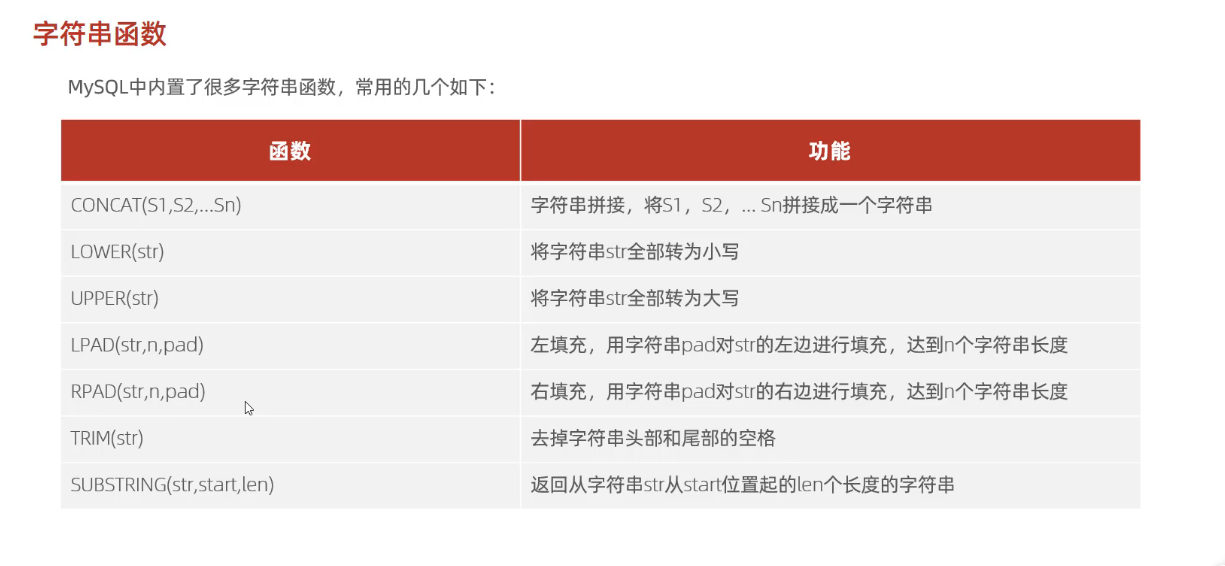 字符串函数
MySQL中内置了很多字符串函数，常用的几个如下：
函数 功能
CONCAT(S1,S2,...Sn) 字符串拼接，将S1，S2，... Sn拼接成一个字符串
LOWER(str) 将字符串str全部转为小写
UPPER(str) 将字符串str全部转为大写
LPAD(str,n,pad) 左填充，用字符串pad对str的左边进行填充，达到n个字符串长度
RPAD(str,n,pad) 右填充，用字符串pad对str的右边进行填充，达到n个字符串长度
TRIM(str) 去掉字符串头部和尾部的空格
SUBSTRING(str,start,len) 返回从字符串str从start位置起的len个长度的字符串